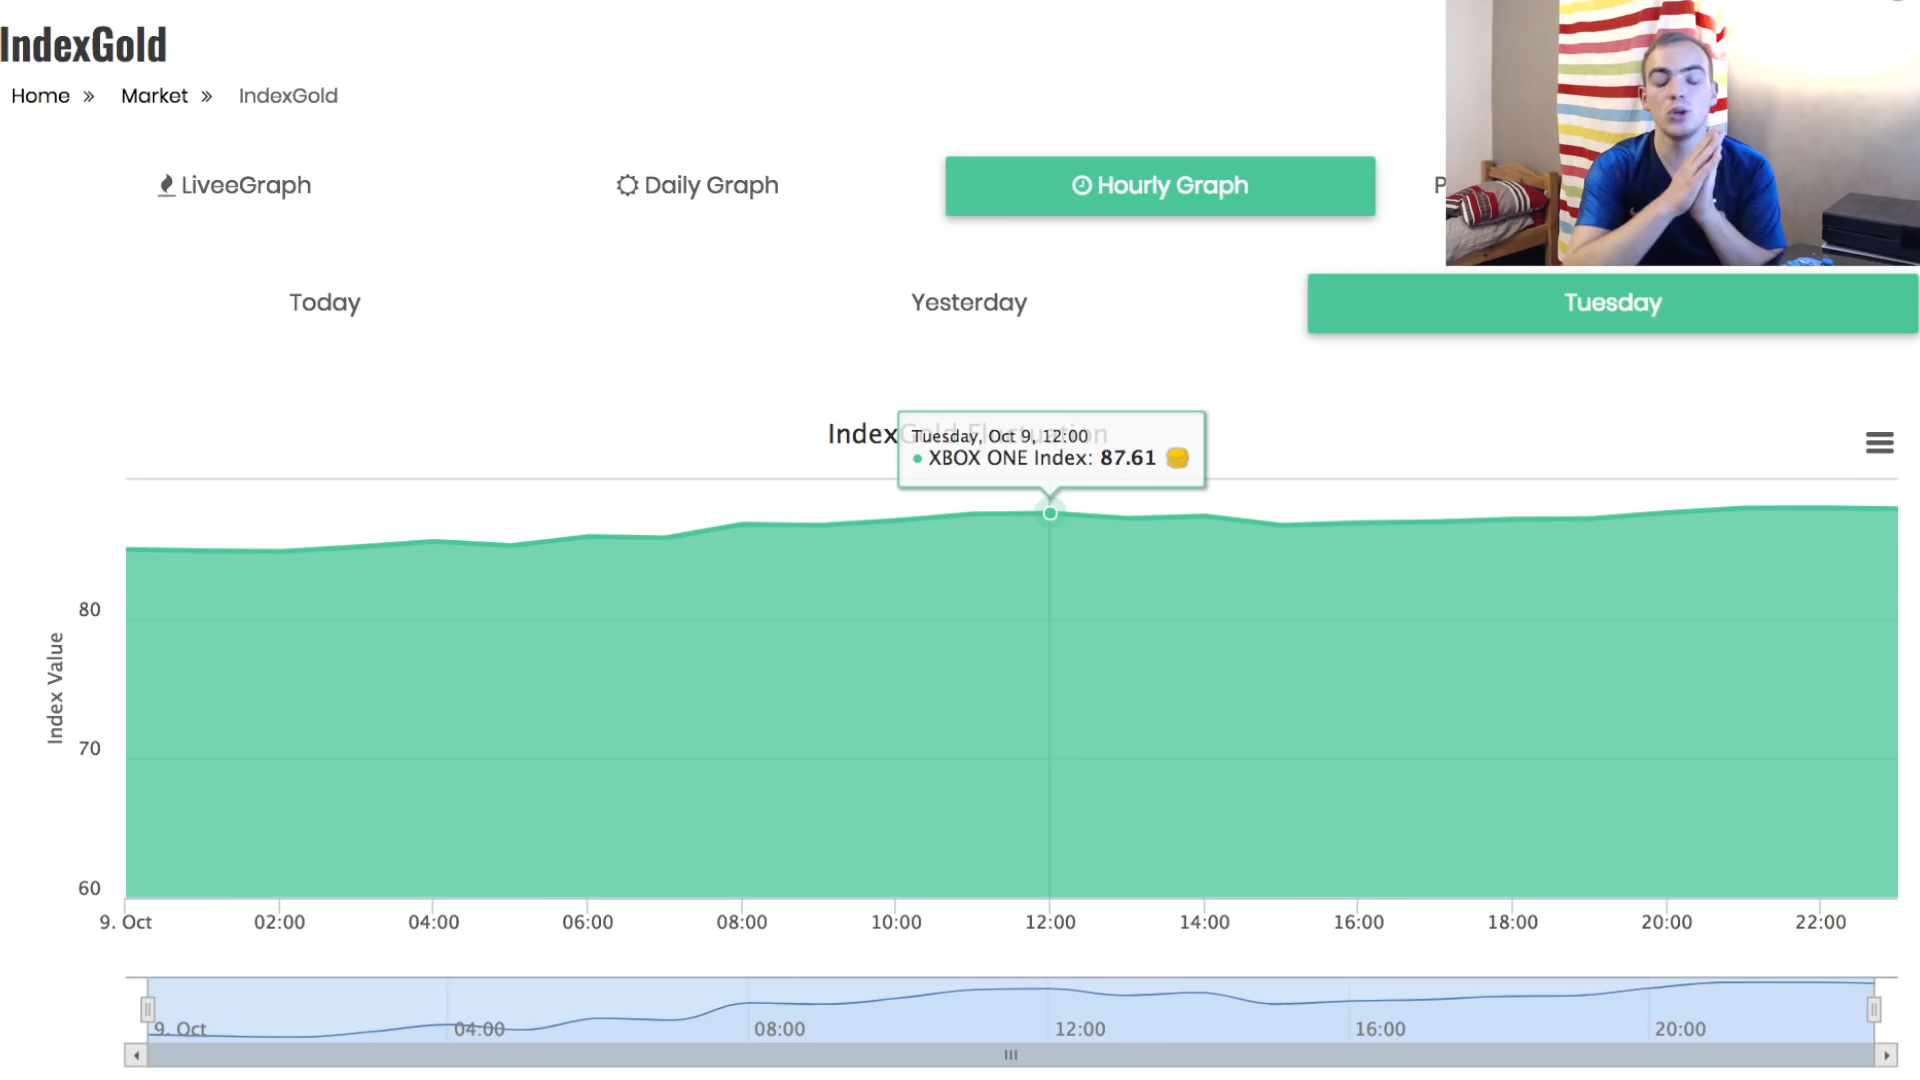 IndexGold
Home » Market » IndexGold
LiveeGraph
Daily Graph
Hourly Graph
P
Today
Yesterday
Tuesday
IndexGold Fluctuation
Tuesday, Oct 9, 12:00
XBOX ONE Index: 87.61
80
70
60
Index Value
9. Oct
02:00
04:00
06:00
08:00
10:00
12:00
14:00
16:00
18:00
20:00
22:00
9. Oct
04:00
08:00
12:00
16:00
20:00